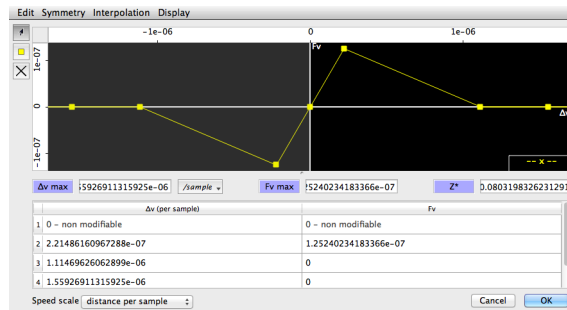 Edit Symmetry Interpolation Display
-1e-06 0 1e-06
Fv
1e-07
0
-1e-07
Δv
-- x --
Δv max 5926911315925e-06 /sample Fv max 5240234183366e-07 Z* 0.0803198326231291
Δv (per sample) Fv
1 0 - non modifiable 0 - non modifiable
2 2.21486160967288e-07 1.25240234183366e-07
3 1.11469626062899e-06 0
4 1.55926911315925e-06 0
Speed scale distance per sample Cancel OK